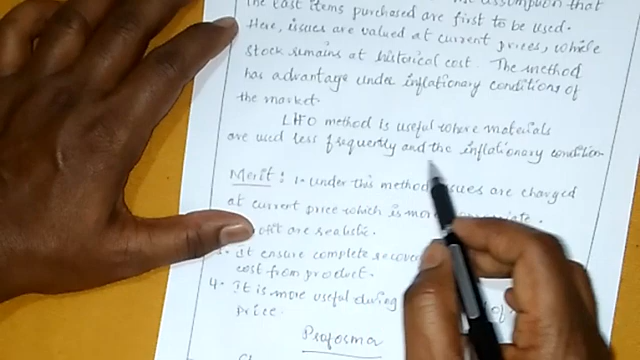 The last items purchased are first to be used.
Here, issues are valued at current prices, while
stock remains at historical cost. The method
has advantage under inflationary conditions of
the market.
LIFO method is useful where materials
are used less frequently and the inflationary condition
Merit: 1. under this method issues are charged
at current price which is more
are realistic.
It ensure complete
cost from product.
4. It is more useful during of
price.
Proforma